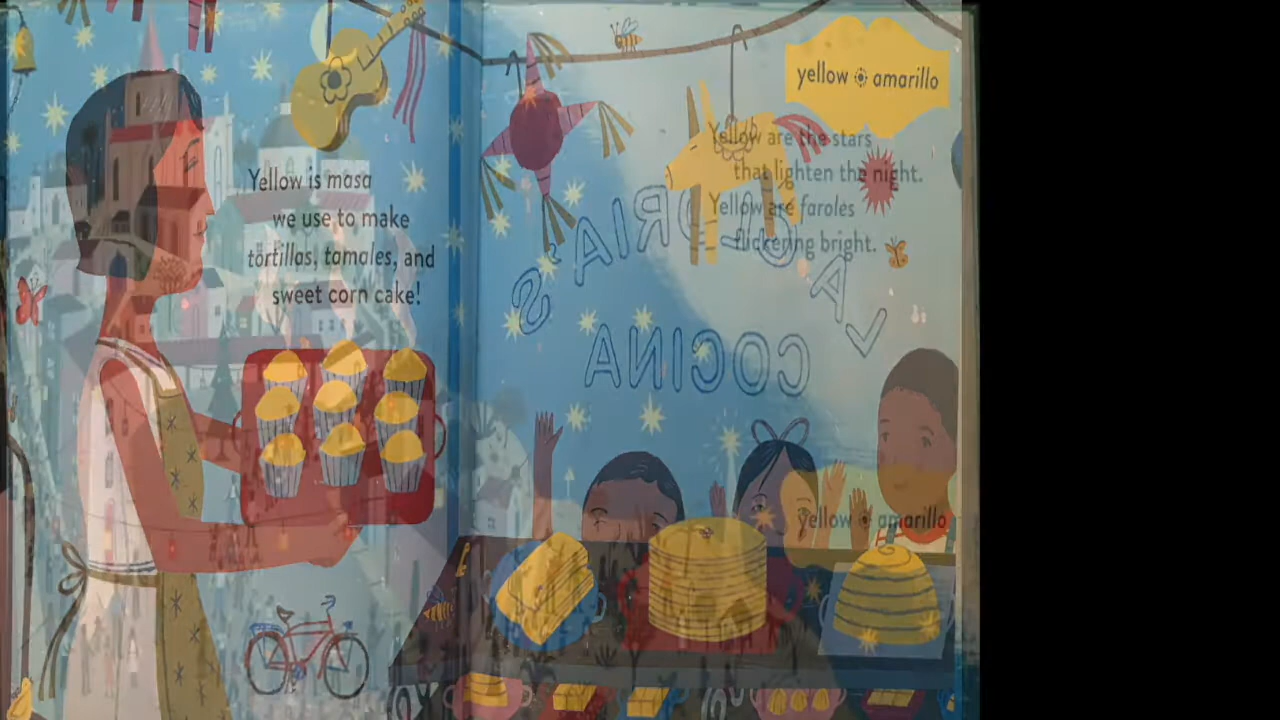 Yellow is masa
we use to make
tortillas, tamales, and
sweet corn cake!
yellow amarillo
Yellow are the stars
that lighten the night.
Yellow are faroles
flickering bright.
VALERIA'S
COCINA
yellow amarillo